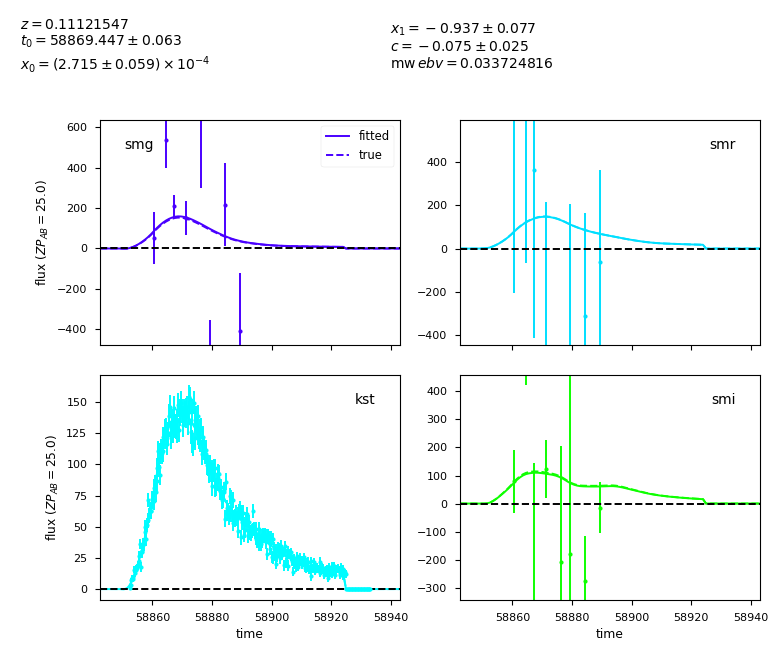 z = 0.11121547
t₀ = 58869.447 ± 0.063
x₀ = (2.715 ± 0.059) × 10⁻⁴
x₁ = −0.937 ± 0.077
c = −0.075 ± 0.025
mw ebv = 0.033724816
smg
fitted
true
600
400
200
0
−200
−400
flux (ZP_AB = 25.0)
smr
400
200
0
−200
−400
kst
150
125
100
75
50
25
0
flux (ZP_AB = 25.0)
58860 58880 58900 58920 58940
time
smi
400
300
200
100
0
−100
−200
−300
58860 58880 58900 58920 58940
time